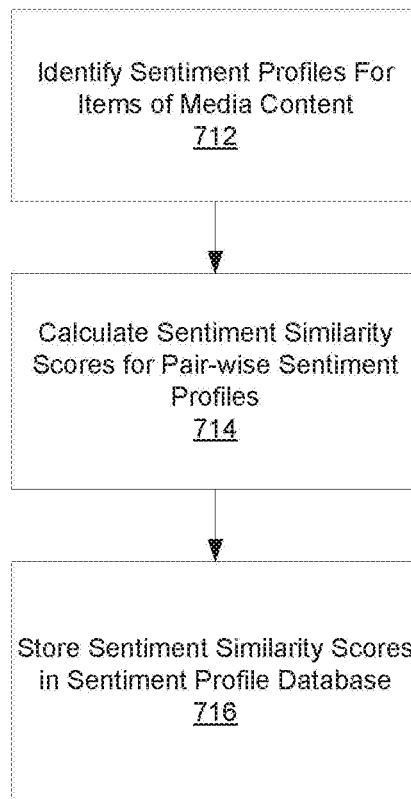 Identify Sentiment Profiles For
Items of Media Content
712
Calculate Sentiment Similarity
Scores for Pair-wise Sentiment
Profiles
714
Store Sentiment Similarity Scores
in Sentiment Profile Database
716